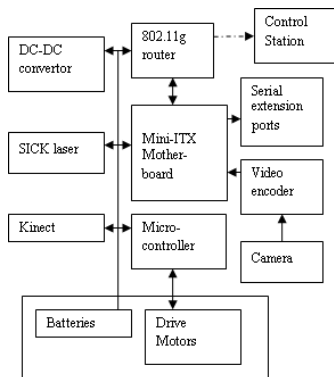 802.11g
router
Control
Station
DC-DC
convertor
Serial
extension
ports
SICK laser
Mini-ITX
Mother-
board
Video
encoder
Kinect
Micro-
controller
Camera
Batteries
Drive
Motors